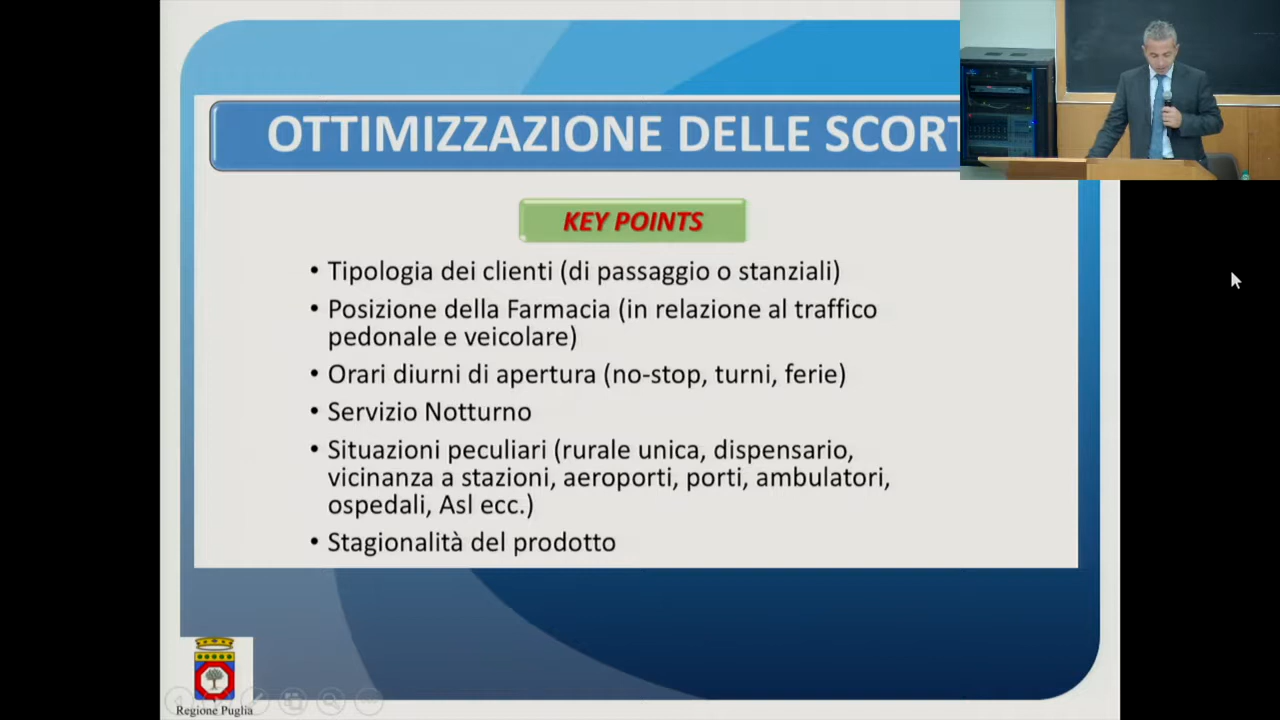 OTTIMIZZAZIONE DELLE SCORT
KEY POINTS
• Tipologia dei clienti (di passaggio o stanziali)
• Posizione della Farmacia (in relazione al traffico
pedonale e veicolare)
• Orari diurni di apertura (no-stop, turni, ferie)
• Servizio Notturno
• Situazioni peculiari (rurale unica, dispensario,
vicinanza a stazioni, aeroporti, porti, ambulatori,
ospedali, Asl ecc.)
• Stagionalità del prodotto
Regione Puglia